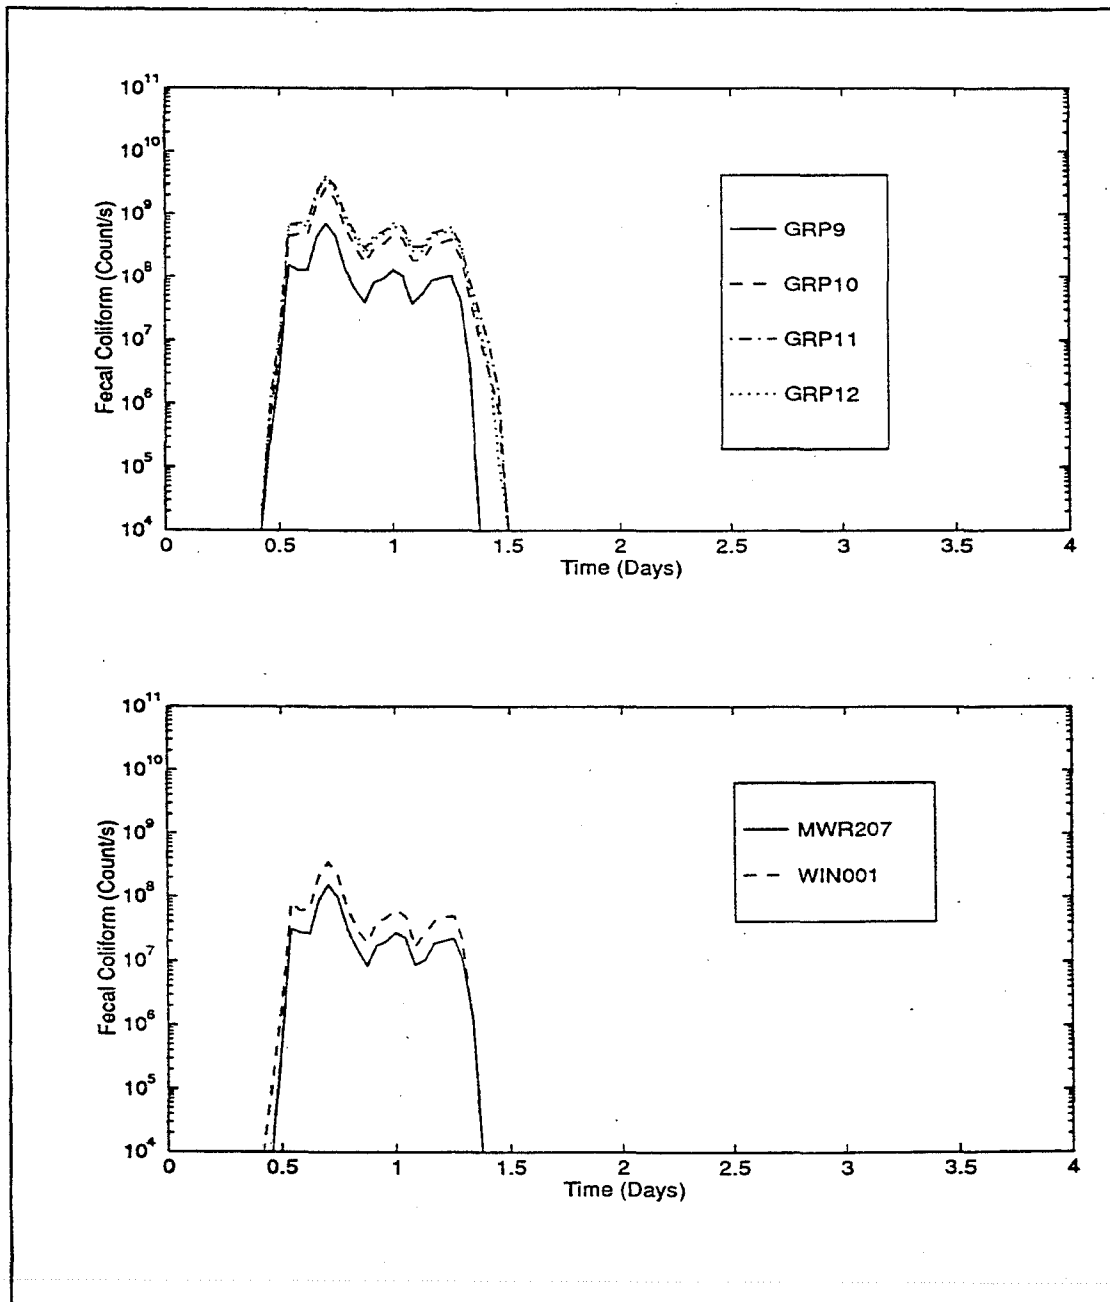 10^11
10^10
10^9
10^8
10^7
10^6
10^5
10^4
Fecal Coliform (Count/s)
0 0.5 1 1.5 2 2.5 3 3.5 4
Time (Days)
GRP9
GRP10
GRP11
GRP12
10^11
10^10
10^9
10^8
10^7
10^6
10^5
10^4
Fecal Coliform (Count/s)
0 0.5 1 1.5 2 2.5 3 3.5 4
Time (Days)
MWR207
WIN001